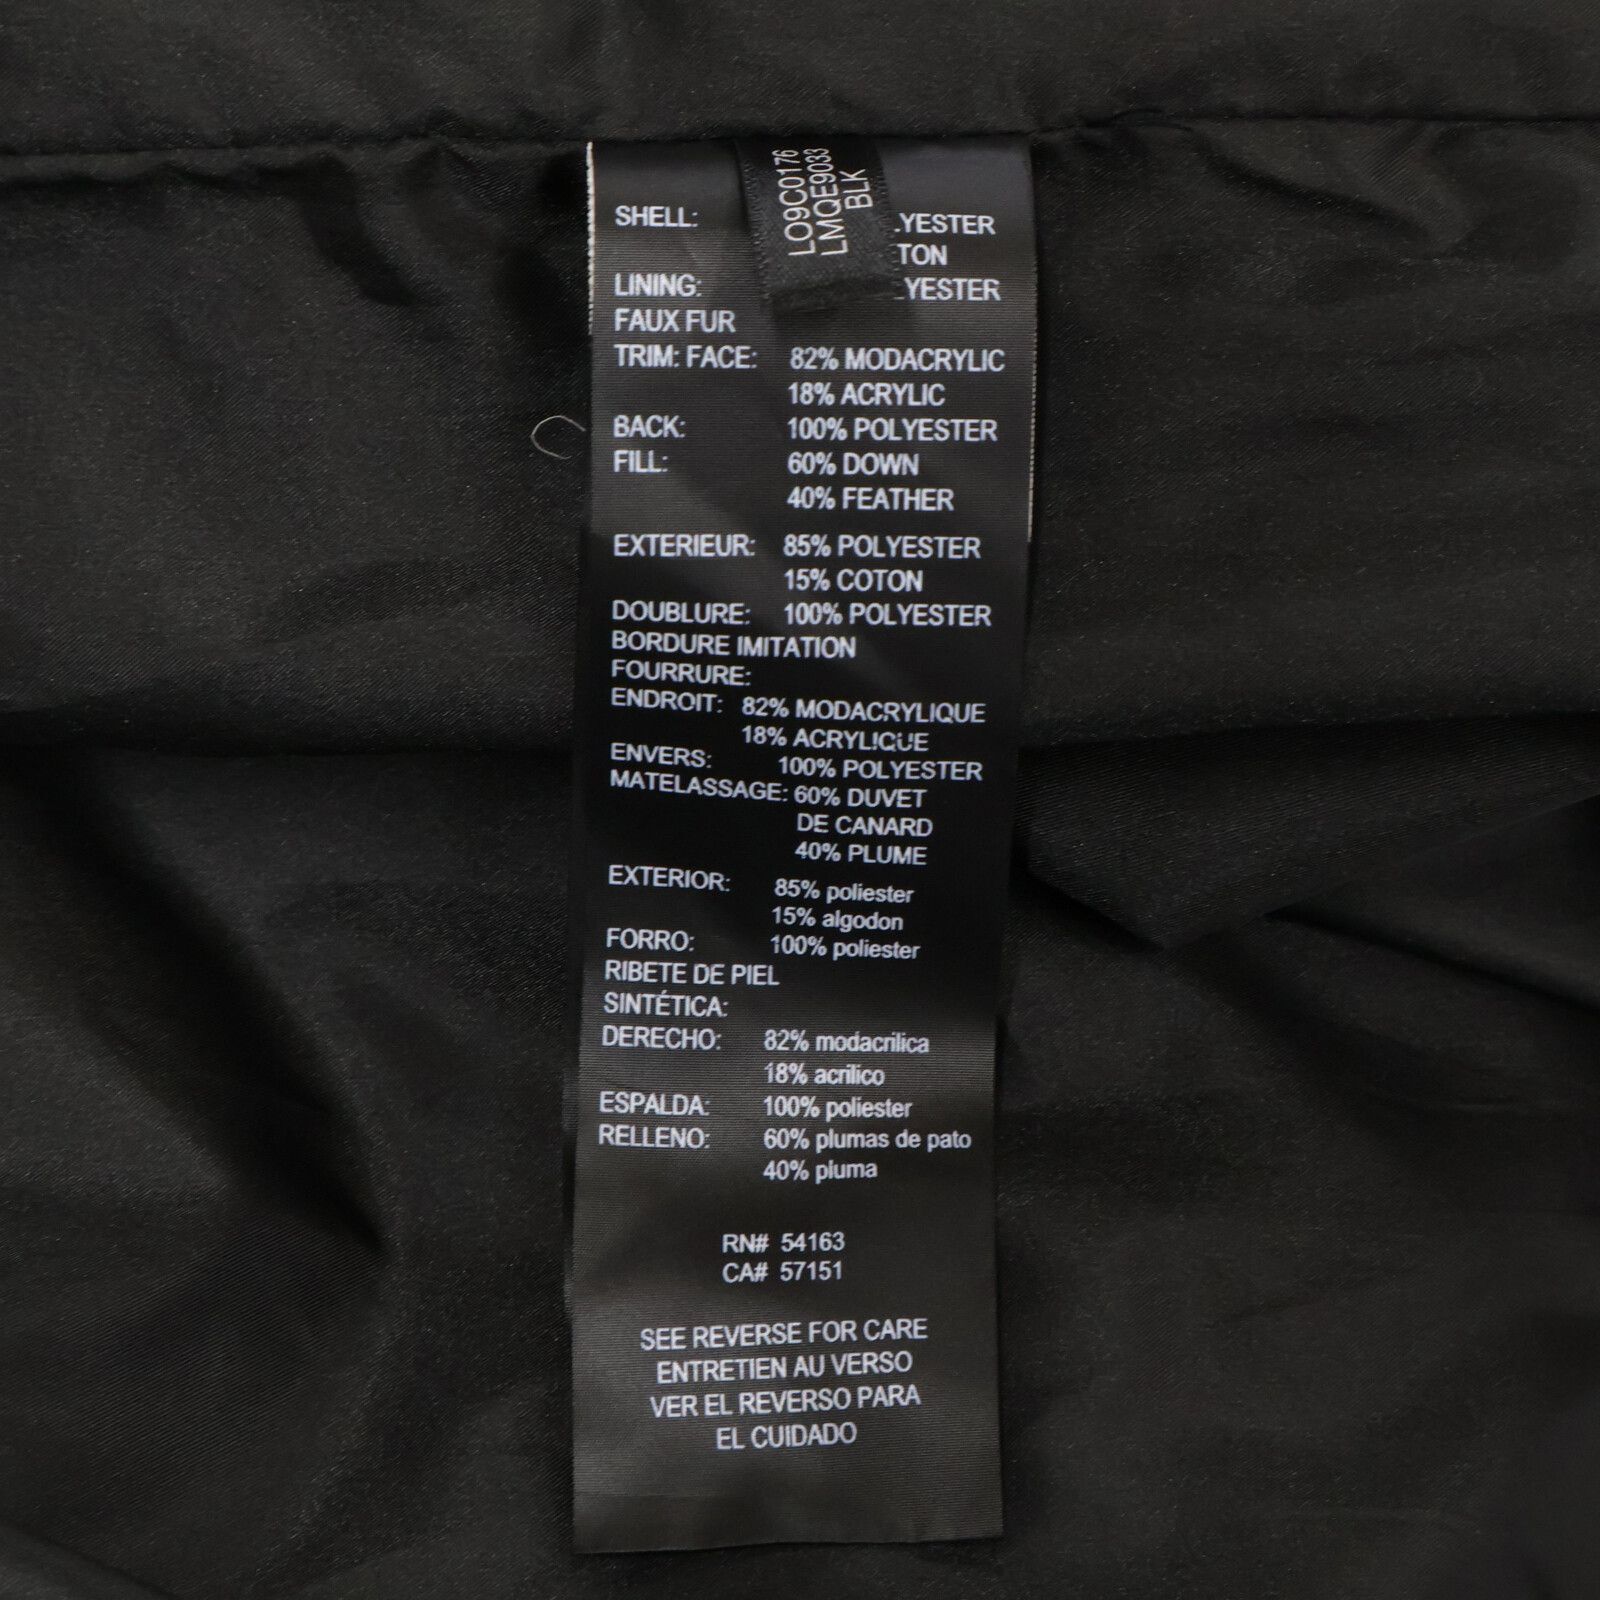 LO9C0176
LMQE9033
BLK
SHELL: LYESTER
TON
LINING: LYESTER
FAUX FUR
TRIM: FACE: 82% MODACRYLIC
18% ACRYLIC
BACK: 100% POLYESTER
FILL: 60% DOWN
40% FEATHER
EXTERIEUR: 85% POLYESTER
15% COTON
DOUBLURE: 100% POLYESTER
BORDURE IMITATION
FOURRURE:
ENDROIT: 82% MODACRYLIQUE
18% ACRYLIQUE
ENVERS: 100% POLYESTER
MATELASSAGE: 60% DUVET
DE CANARD
40% PLUME
EXTERIOR: 85% poliester
15% algodon
FORRO: 100% poliester
RIBETE DE PIEL
SINTÉTICA:
DERECHO: 82% modacrilica
18% acrilico
ESPALDA: 100% poliester
RELLENO: 60% plumas de pato
40% pluma
RN# 54163
CA# 57151
SEE REVERSE FOR CARE
ENTRETIEN AU VERSO
VER EL REVERSO PARA
EL CUIDADO